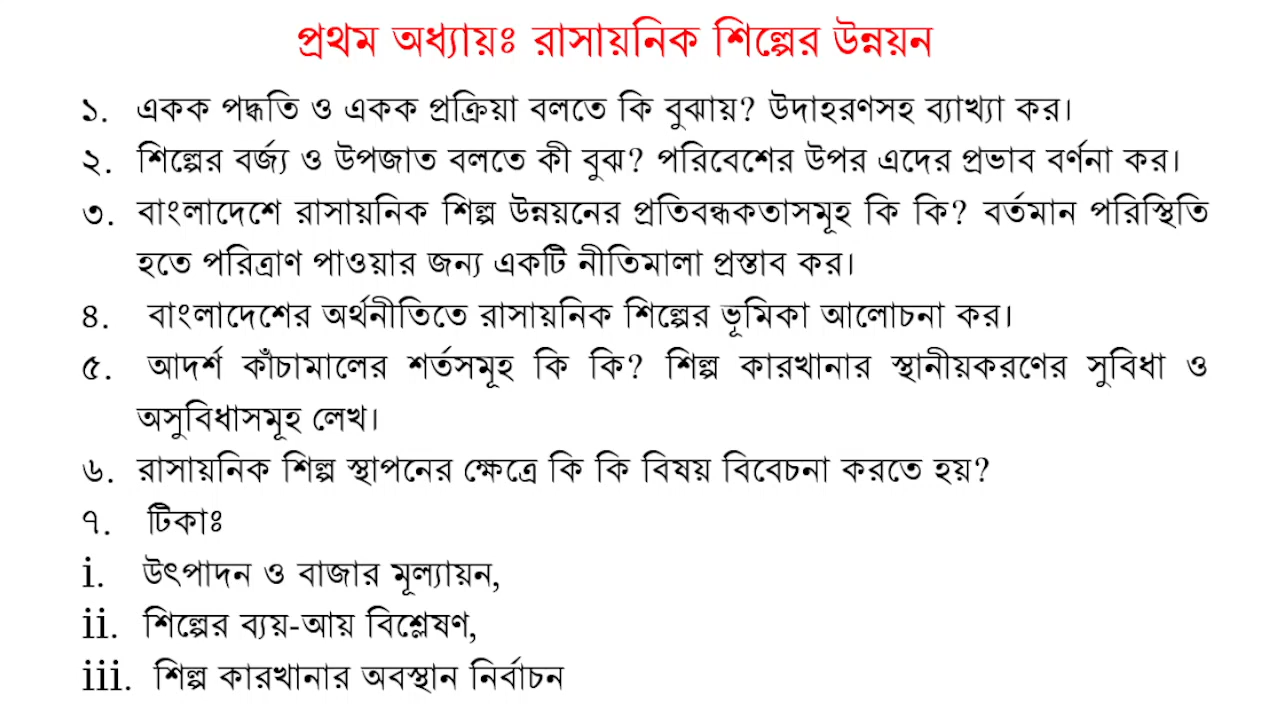 প্রথম অধ্যায়ঃ রাসায়নিক শিল্পের উন্নয়ন
১. একক পদ্ধতি ও একক প্রক্রিয়া বলতে কি বুঝায়? উদাহরণসহ ব্যাখ্যা কর।
২. শিল্পের বর্জ্য ও উপজাত বলতে কী বুঝ? পরিবেশের উপর এদের প্রভাব বর্ণনা কর।
৩. বাংলাদেশে রাসায়নিক শিল্প উন্নয়নের প্রতিবন্ধকতাসমূহ কি কি? বর্তমান পরিস্থিতি
হতে পরিত্রাণ পাওয়ার জন্য একটি নীতিমালা প্রস্তাব কর।
৪. বাংলাদেশের অর্থনীতিতে রাসায়নিক শিল্পের ভূমিকা আলোচনা কর।
৫. আদর্শ কাঁচামালের শর্তসমূহ কি কি? শিল্প কারখানার স্থানীয়করণের সুবিধা ও
অসুবিধাসমূহ লেখ।
৬. রাসায়নিক শিল্প স্থাপনের ক্ষেত্রে কি কি বিষয় বিবেচনা করতে হয়?
৭. টিকাঃ
i. উৎপাদন ও বাজার মূল্যায়ন,
ii. শিল্পের ব্যয়-আয় বিশ্লেষণ,
iii. শিল্প কারখানার অবস্থান নির্বাচন